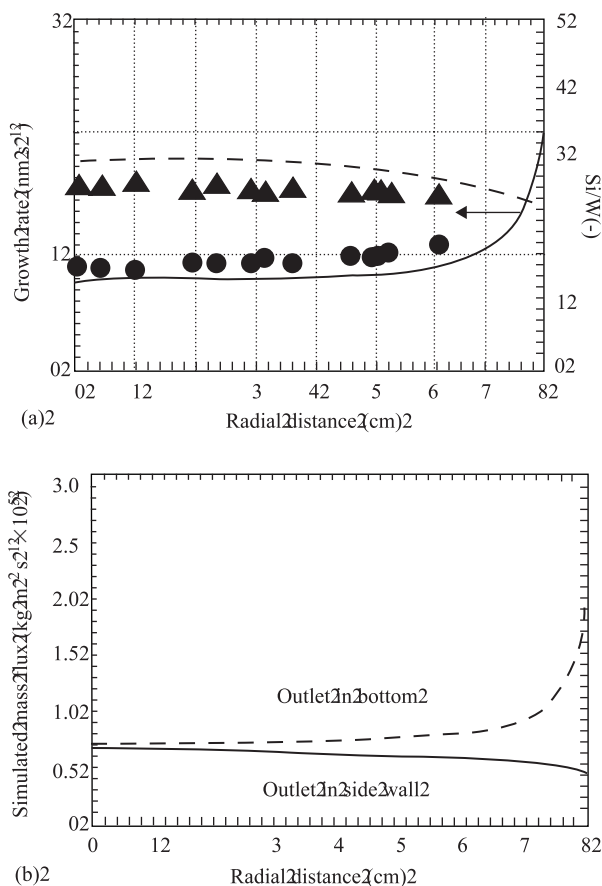 32
52
42
32
12
02
Growth2rate2(nm2s2¹2)
Si/W(-)
12
02
02 12 3 42 5 6 7 82
(a)2 Radial2distance2(cm)2
3.0
2.5
2.02
1.52
1.02
0.52
02
Outlet2in2bottom2
Outlet2in2side2wall2
0 12 3 4 5 6 7 82
(b)2 Radial2distance2(cm)2